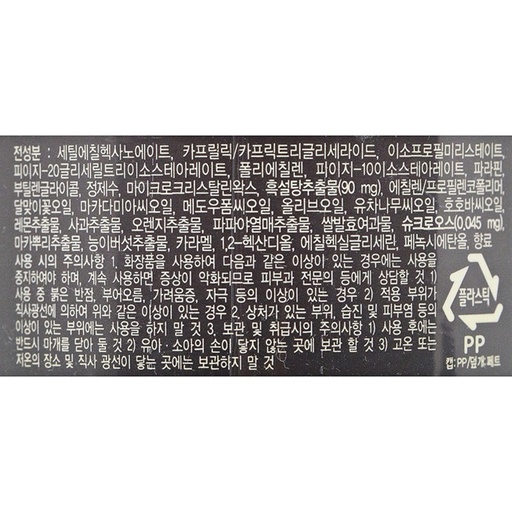 전성분 : 세틸에칠헥사노에이트, 카프릴릭/카프릭트리글리세라이드, 이소프로필미리스테이트,
피이지-20글리세릴트리이소스테아레이트, 폴리에칠렌, 피이지-10이소스테아레이트, 파라핀,
부틸렌글라이콜, 정제수, 마이크로크리스탈린왁스, 흑설탕추출물(90 mg), 에칠렌/프로필렌코폴리머,
달맞이꽃오일, 마카다미아씨오일, 메도우폼씨오일, 올리브오일, 유차나무씨오일, 호호바씨오일
레몬추출물, 사과추출물, 오렌지추출물, 파파야열매추출물, 쌀발효여과물, 슈크로오스(0.045 mg),
마카뿌리추출물, 능이버섯추출물, 카라멜, 1,2-헥산디올, 에칠헥실글리세린, 페녹시에탄올, 향료
사용 시의 주의사항 1. 화장품을 사용하여 다음과 같은 이상이 있는 경우에는 사용을
중지하여야 하며, 계속 사용하면 증상이 악화되므로 피부과 전문의 등에게 상담할 것 1)
사용 중 붉은 반점, 부어오름, 가려움증, 자극 등의 이상이 있는 경우 2) 적용 부위가
직사광선에 의하여 위와 같은 이상이 있는 경우 2. 상처가 있는 부위, 습진 및 피부염 등의
이상이 있는 부위에는 사용을 하지 말 것 3. 보관 및 취급시의 주의사항 1) 사용 후에는
반드시 마개를 닫아 둘 것 2) 유아·소아의 손이 닿지 않는 곳에 보관 할 것 3) 고온 또는
저온의 장소 및 직사 광선이 닿는 곳에는 보관하지 말 것
플라스틱
PP
캡:PP/덮개:페트